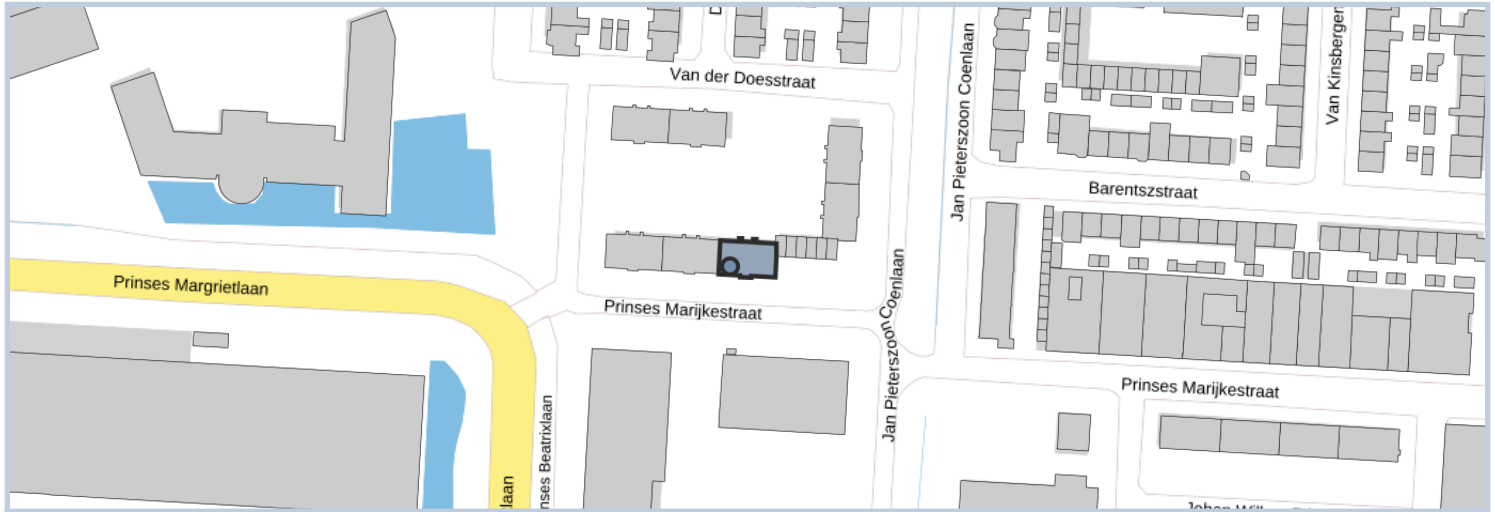 D
Van der Doesstraat
Jan Pieterszoon Coenlaan
Van Kinsbergen
Barentszstraat
Prinses Margrietlaan
Prinses Marijkestraat
Jan Pieterszoon Coenlaan
Prinses Marijkestraat
nses Beatrixlaan
laan